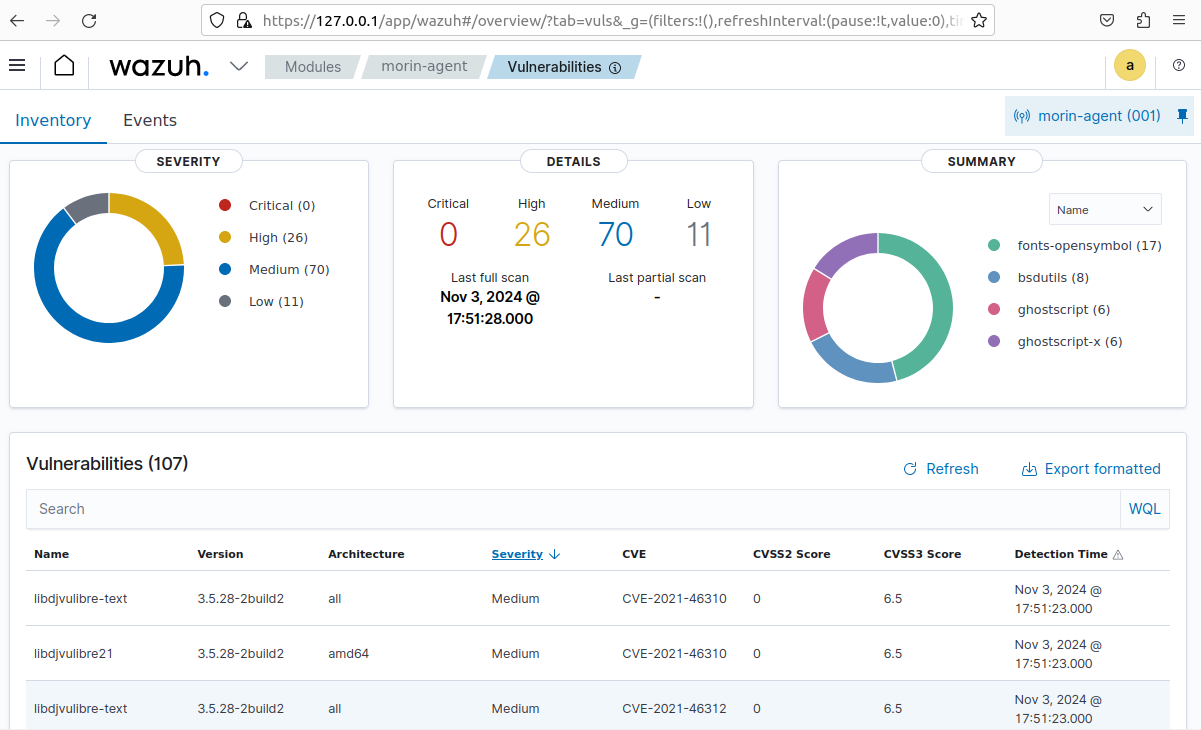 https://127.0.0.1/app/wazuh#/overview/?tab=vuls&_g=(filters:!(),refreshInterval:(pause:!t,value:0),ti
wazuh. Modules morin-agent Vulnerabilities a
Inventory Events morin-agent (001)
SEVERITY
Critical (0)
High (26)
Medium (70)
Low (11)
DETAILS
Critical High Medium Low
0 26 70 11
Last full scan Last partial scan
Nov 3, 2024 @ -
17:51:28.000
SUMMARY
Name
fonts-opensymbol (17)
bsdutils (8)
ghostscript (6)
ghostscript-x (6)
Vulnerabilities (107) Refresh Export formatted
Search WQL
Name Version Architecture Severity CVE CVSS2 Score CVSS3 Score Detection Time
libdjvulibre-text 3.5.28-2build2 all Medium CVE-2021-46310 0 6.5 Nov 3, 2024 @
17:51:23.000
libdjvulibre21 3.5.28-2build2 amd64 Medium CVE-2021-46310 0 6.5 Nov 3, 2024 @
17:51:23.000
libdjvulibre-text 3.5.28-2build2 all Medium CVE-2021-46312 0 6.5 Nov 3, 2024 @
17:51:23.000